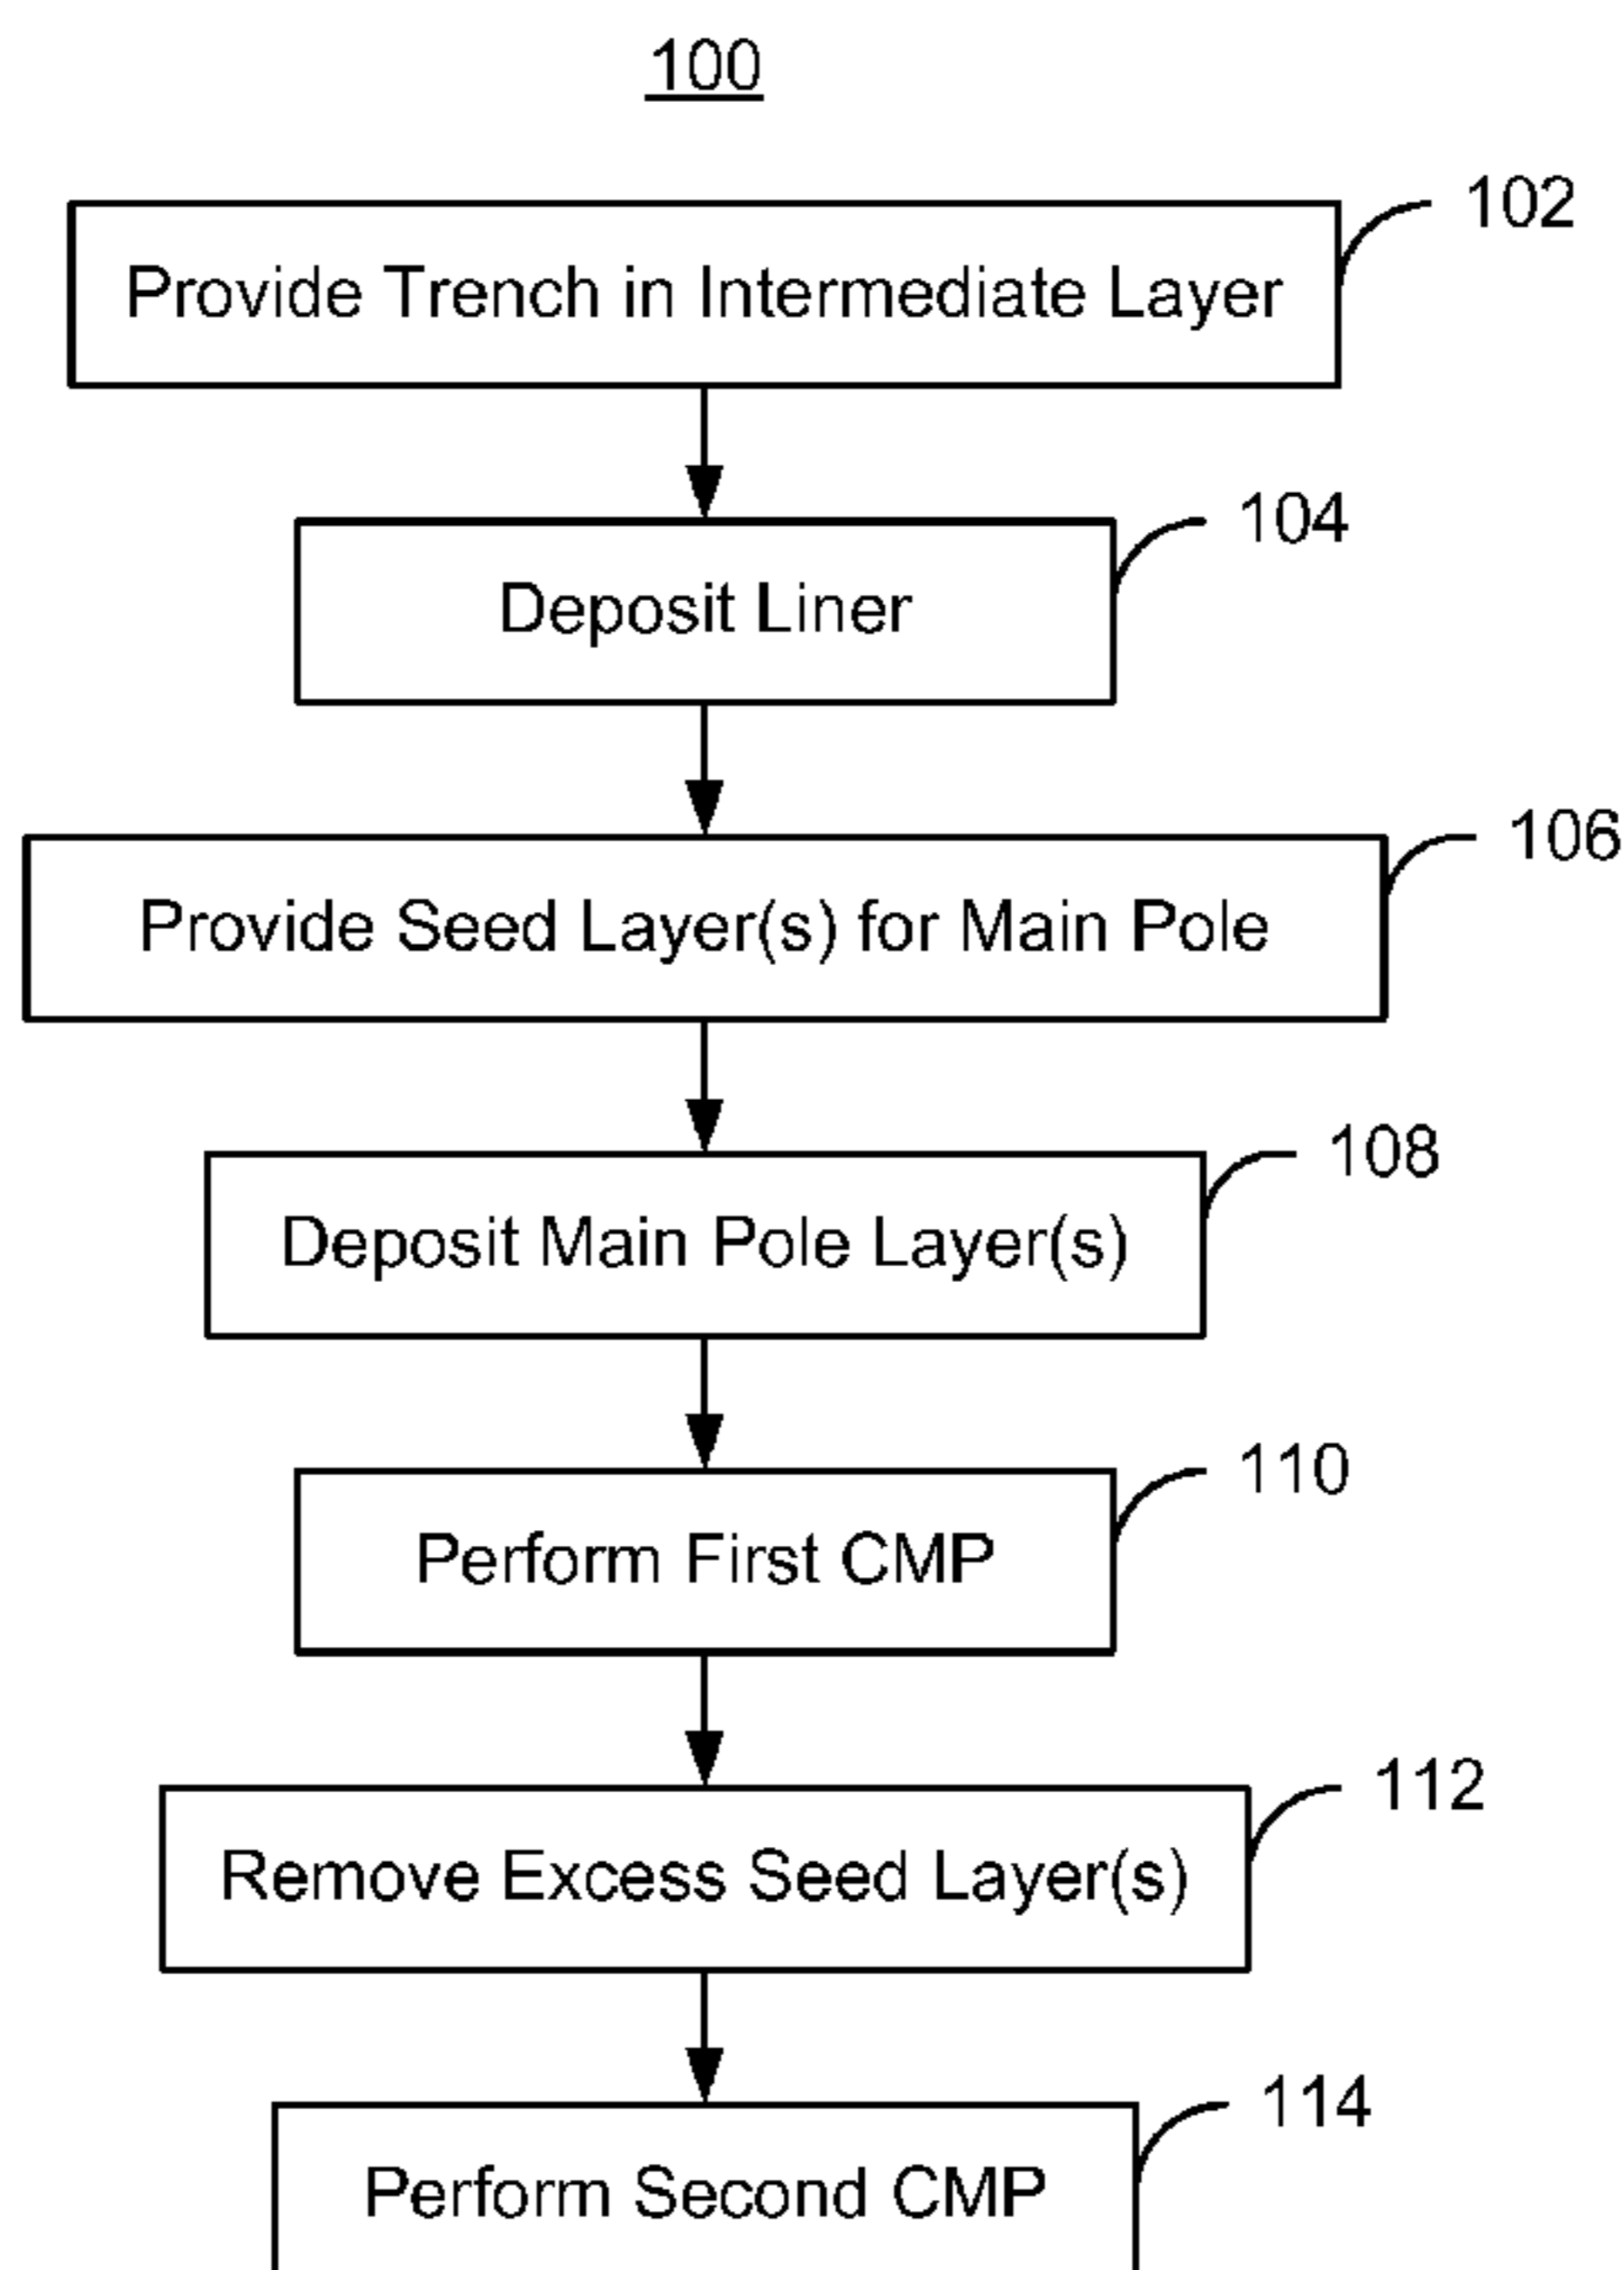 100
102
Provide Trench in Intermediate Layer
104
Deposit Liner
106
Provide Seed Layer(s) for Main Pole
108
Deposit Main Pole Layer(s)
110
Perform First CMP
112
Remove Excess Seed Layer(s)
114
Perform Second CMP